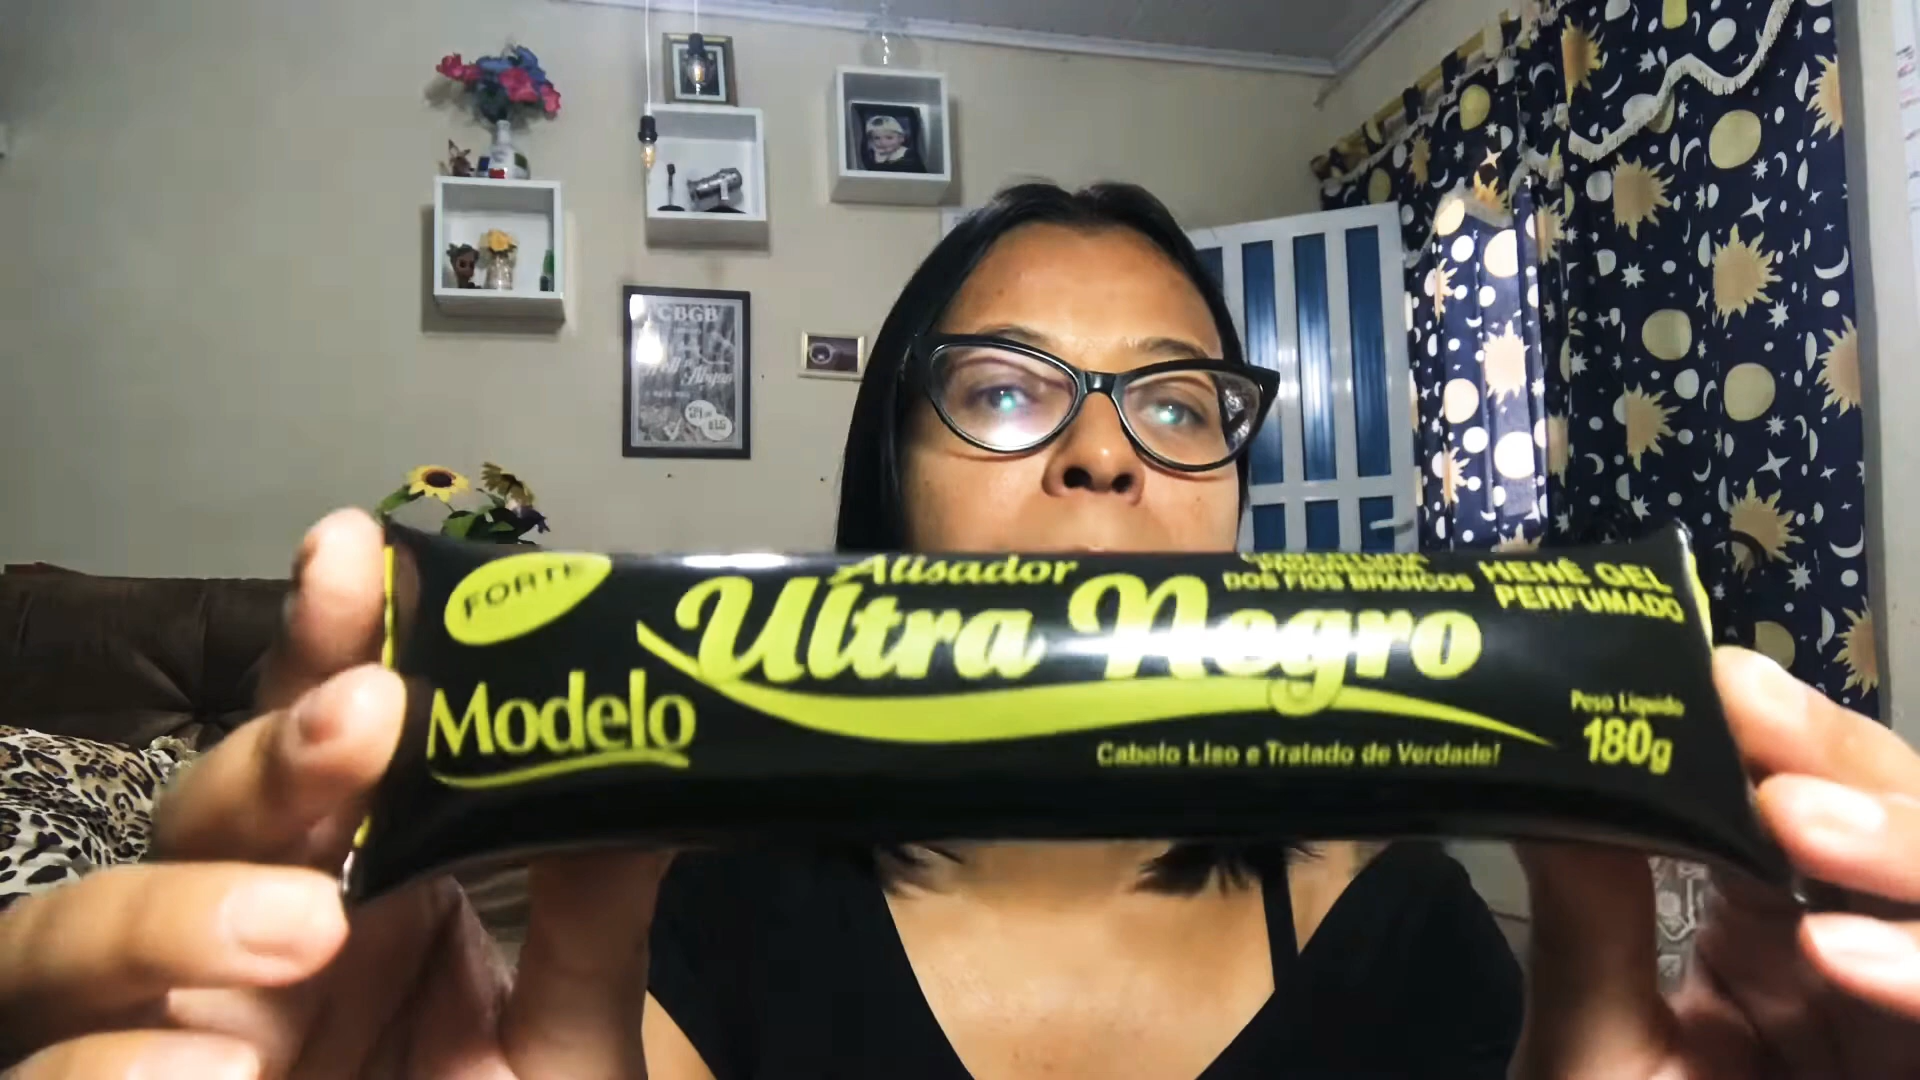 CBGB
FORTE
Alisador
DOS FIOS BRANCOS
HENÊ GEL
PERFUMADO
Ultra Negro
Modelo
Peso Líquido
180g
Cabelo Liso e Tratado de Verdade!